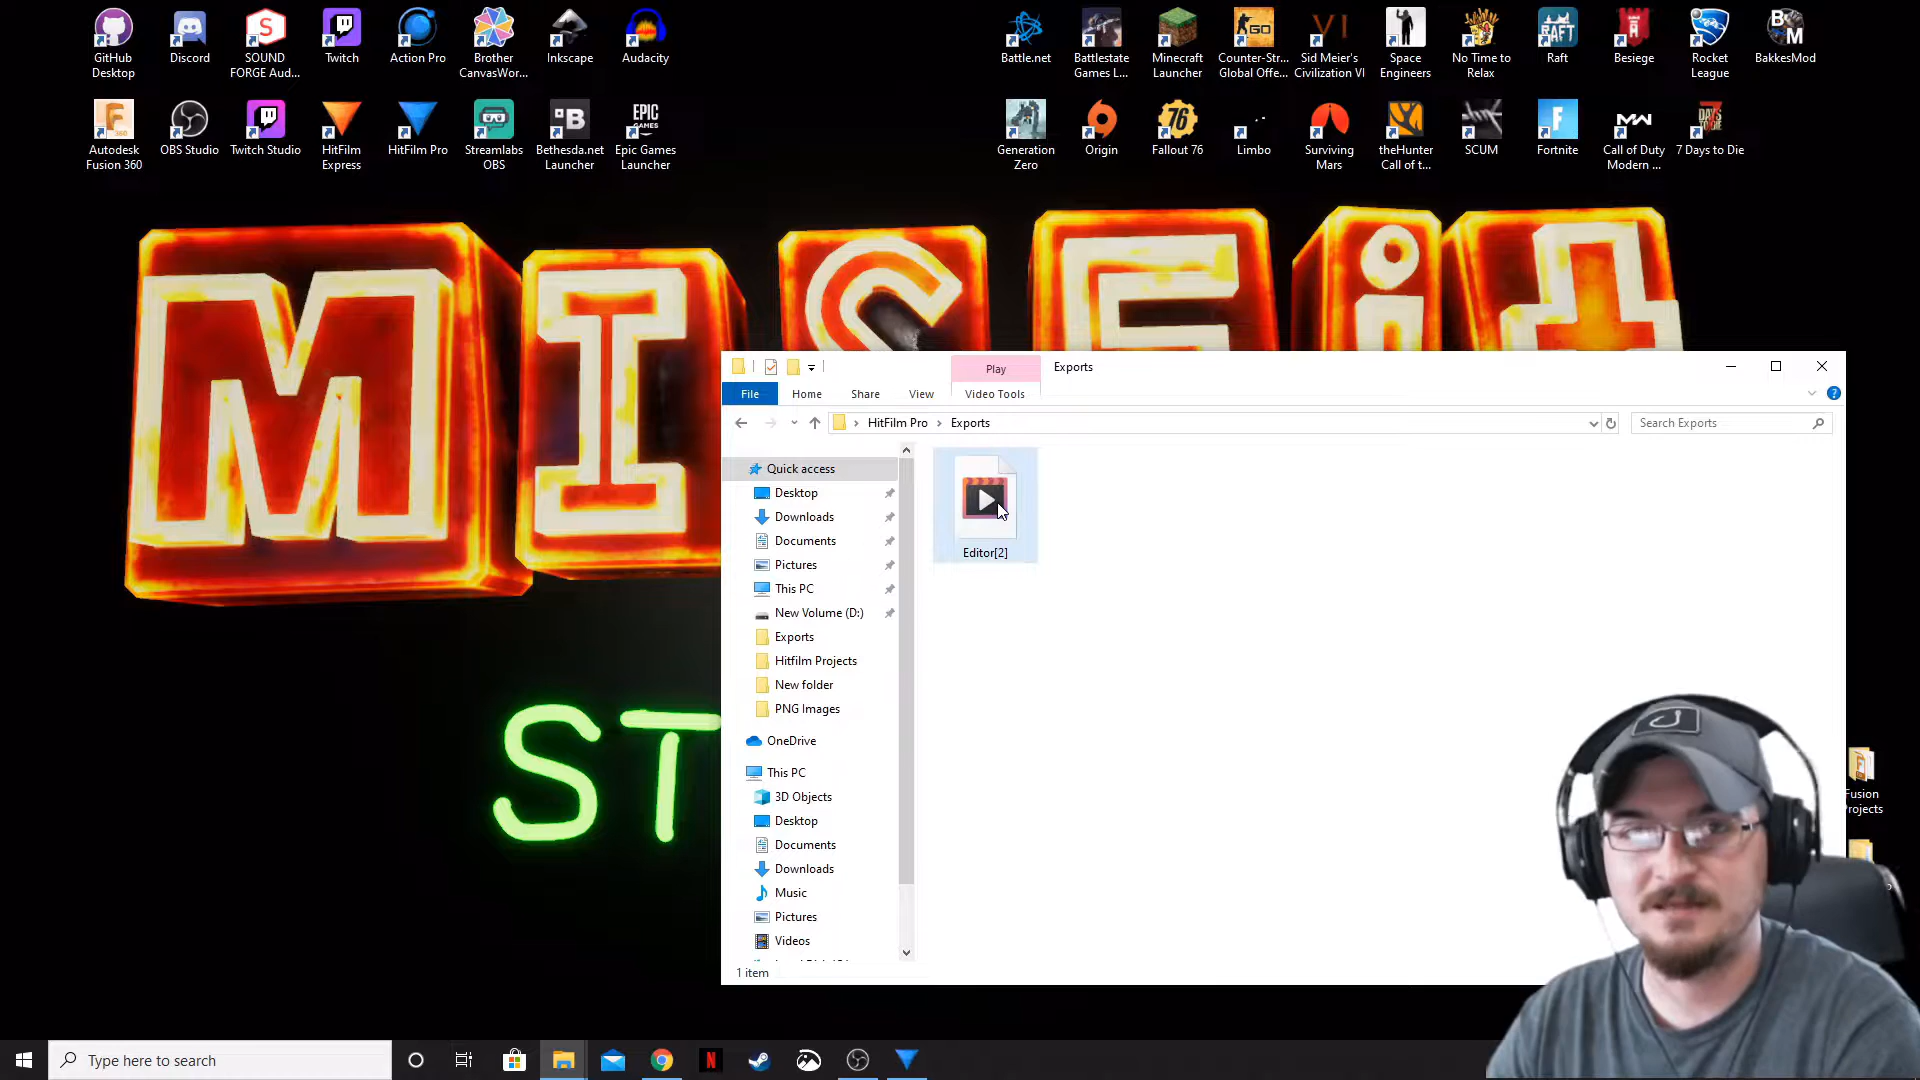 GitHub Desktop
Discord
SOUND FORGE Aud...
Twitch
Action Pro
Brother CanvasWor...
Inkscape
Audacity
Battle.net
Battlestate Games L...
Minecraft Launcher
Counter-Str... Global Offe...
Sid Meier's Civilization VI
Space Engineers
No Time to Relax
Raft
Besiege
Rocket League
BakkesMod
Autodesk Fusion 360
OBS Studio
Twitch Studio
HitFilm Express
HitFilm Pro
Streamlabs OBS
Bethesda.net Launcher
Epic Games Launcher
Generation Zero
Origin
Fallout 76
Limbo
Surviving Mars
theHunter Call of t...
SCUM
Fortnite
Call of Duty Modern ...
7 Days to Die
MISFit
ST
Play
Exports
File
Home
Share
View
Video Tools
HitFilm Pro > Exports
Search Exports
Quick access
Desktop
Downloads
Documents
Pictures
This PC
New Volume (D:)
Exports
Hitfilm Projects
New folder
PNG Images
OneDrive
This PC
3D Objects
Desktop
Documents
Downloads
Music
Pictures
Videos
Editor[2]
1 item
Fusion
Type here to search